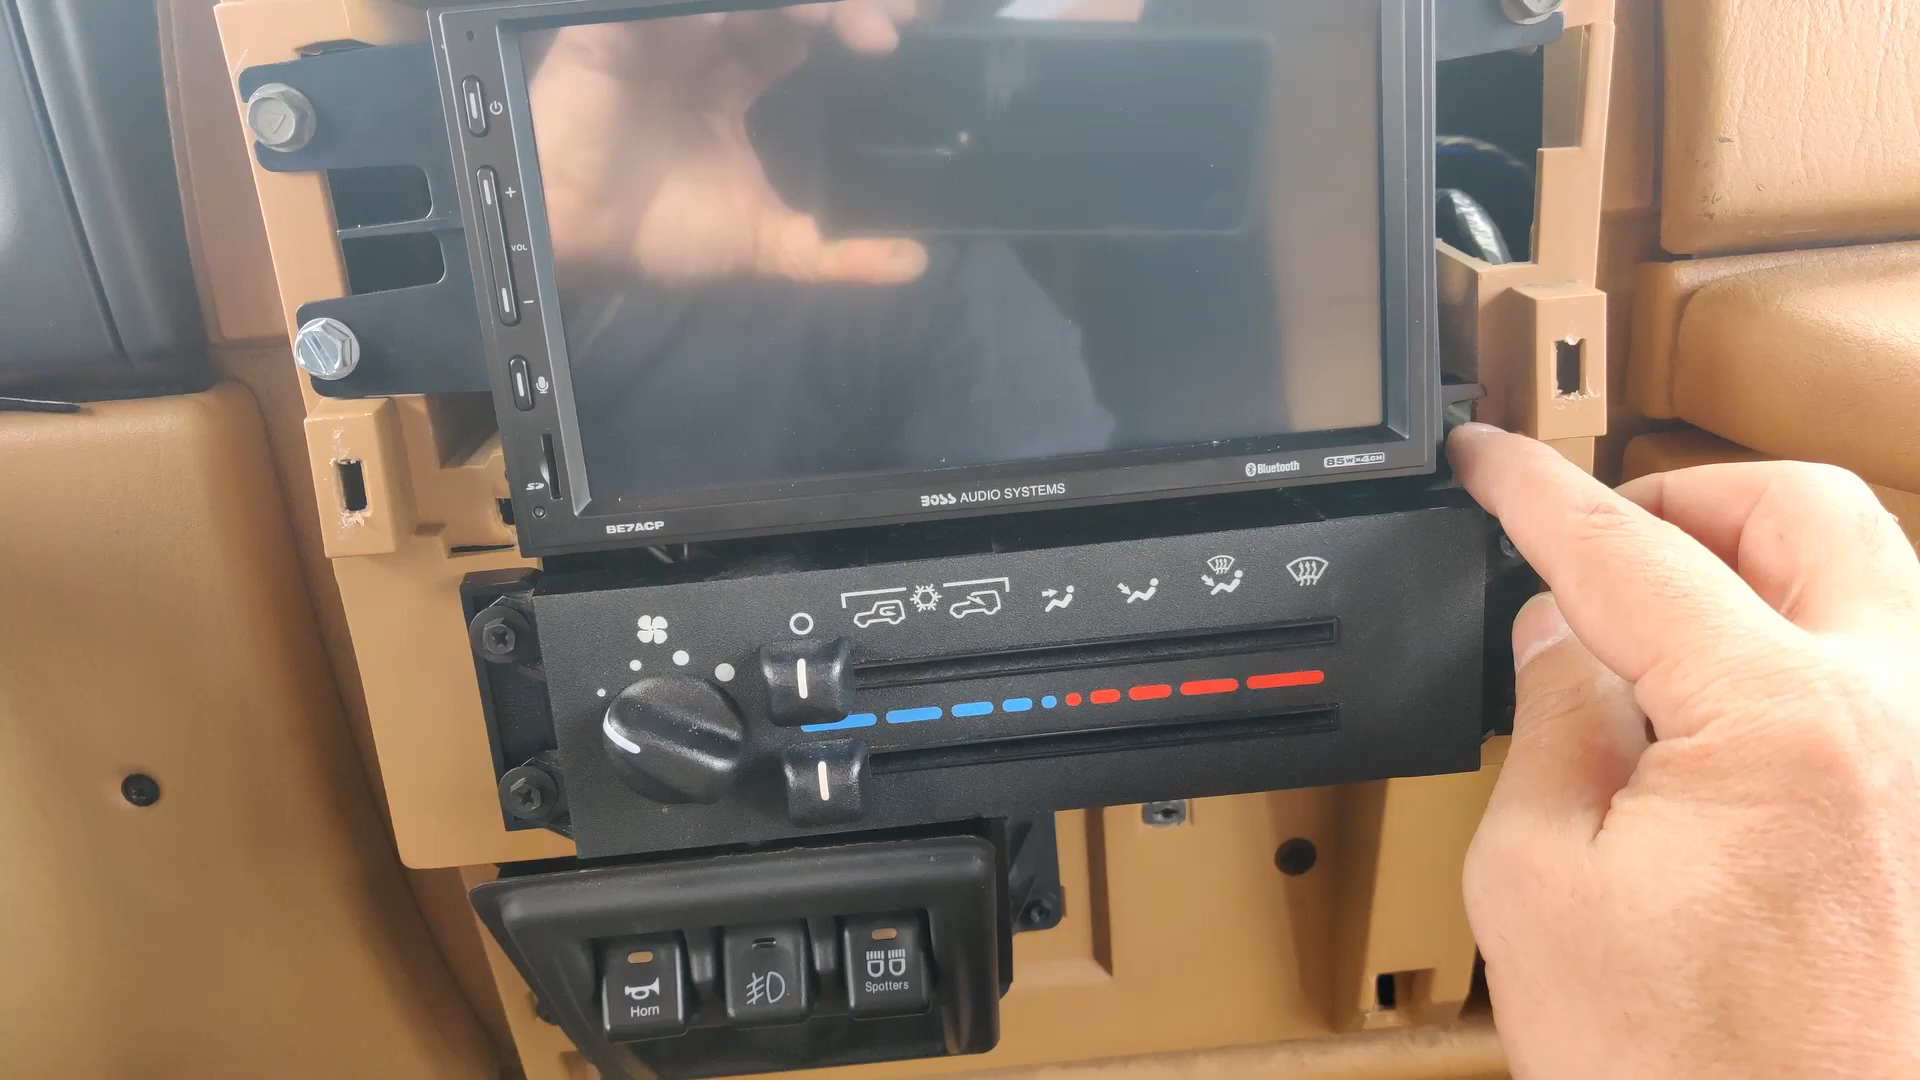 +
VOL
−
SD
BE7ACP
BOSS AUDIO SYSTEMS
Bluetooth
85W×4CH
Horn
Spotters